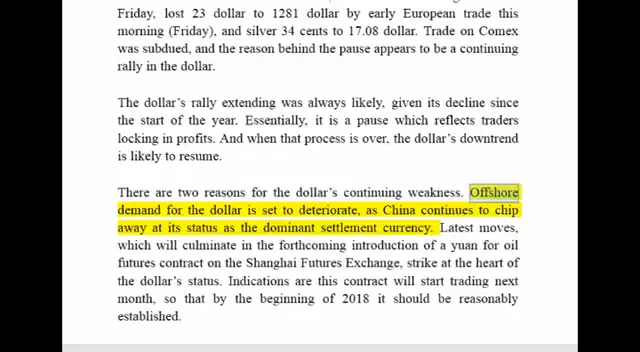 Friday, lost 23 dollar to 1281 dollar by early European trade this
morning (Friday), and silver 34 cents to 17.08 dollar. Trade on Comex
was subdued, and the reason behind the pause appears to be a continuing
rally in the dollar.
The dollar’s rally extending was always likely, given its decline since
the start of the year. Essentially, it is a pause which reflects traders
locking in profits. And when that process is over, the dollar’s downtrend
is likely to resume.
There are two reasons for the dollar’s continuing weakness. Offshore
demand for the dollar is set to deteriorate, as China continues to chip
away at its status as the dominant settlement currency. Latest moves,
which will culminate in the forthcoming introduction of a yuan for oil
futures contract on the Shanghai Futures Exchange, strike at the heart of
the dollar’s status. Indications are this contract will start trading next
month, so that by the beginning of 2018 it should be reasonably
established.